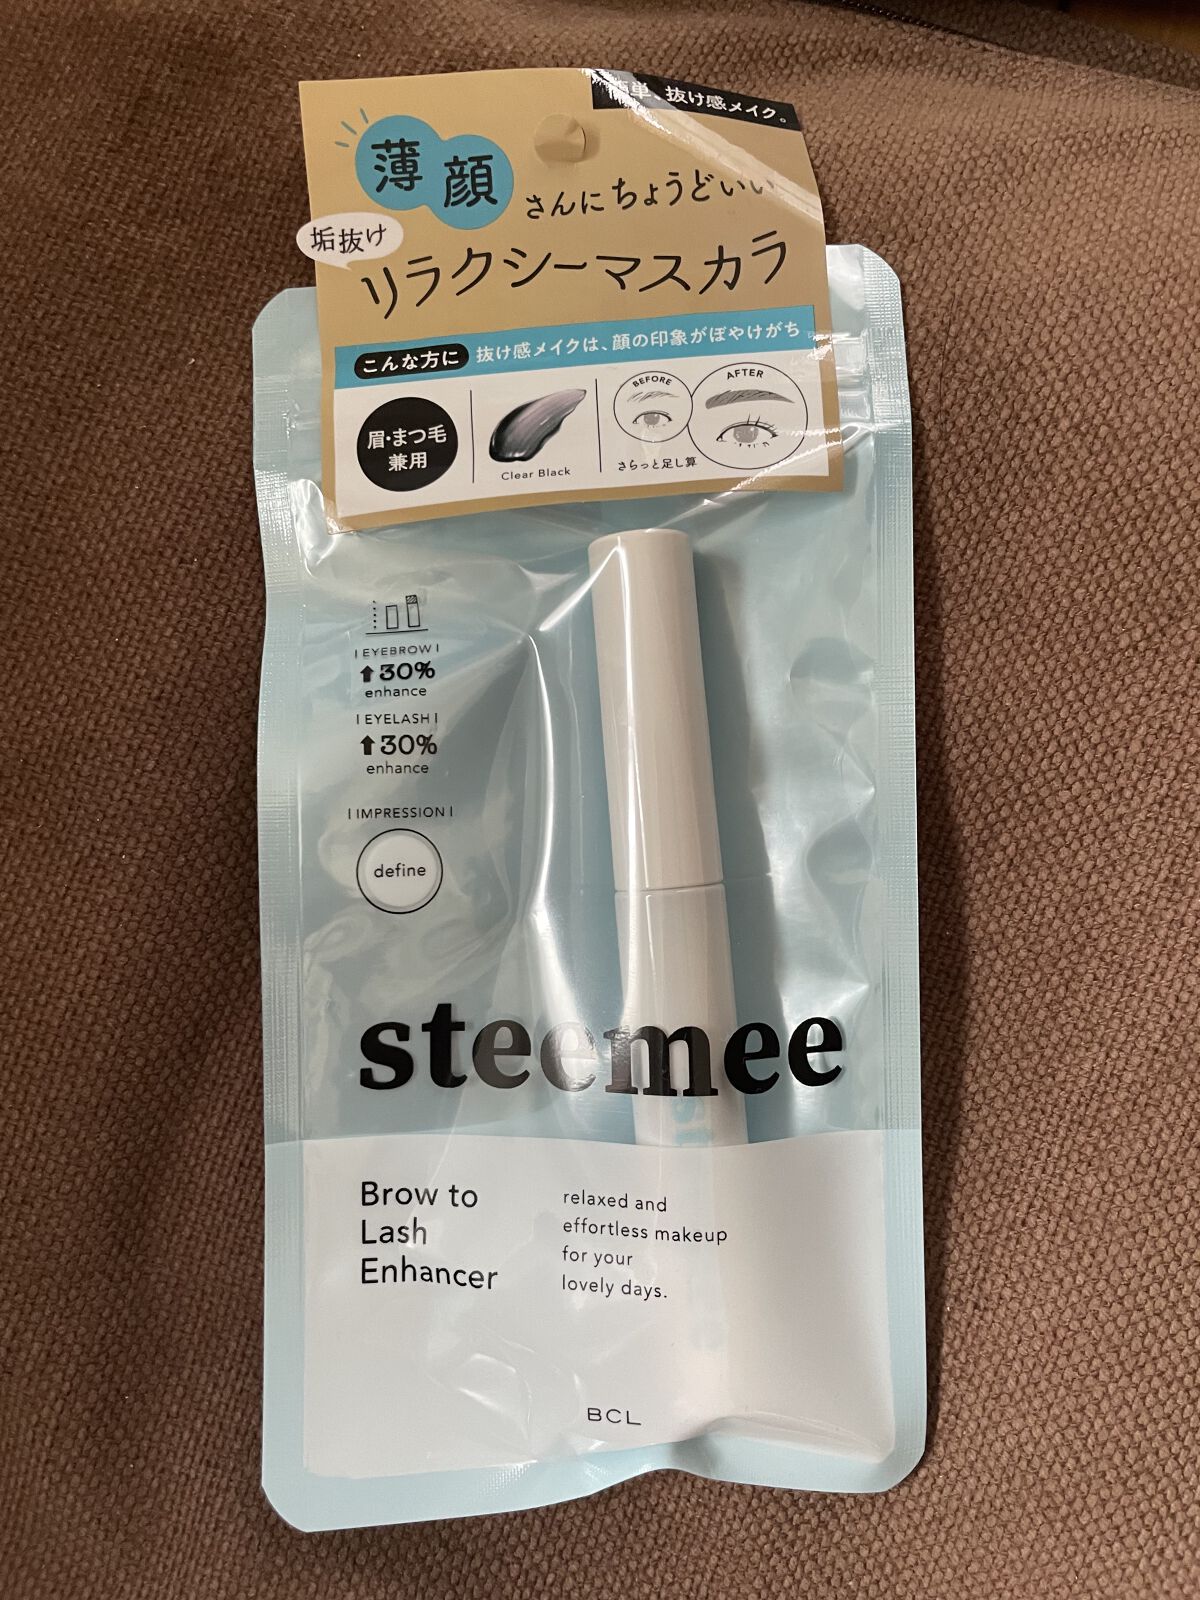 簡単、抜け感メイク。
薄顔さんにちょうどいい
垢抜け
リラクシーマスカラ
こんな方に 抜け感メイクは、顔の印象がぼやけがち
眉・まつ毛
兼用
Clear Black
BEFORE
AFTER
さらっと足し算
EYEBROW
30%
enhance
EYELASH
30%
enhance
IMPRESSION
define
steemee
Brow to
Lash
Enhancer
relaxed and
effortless makeup
for your
lovely days.
BCL